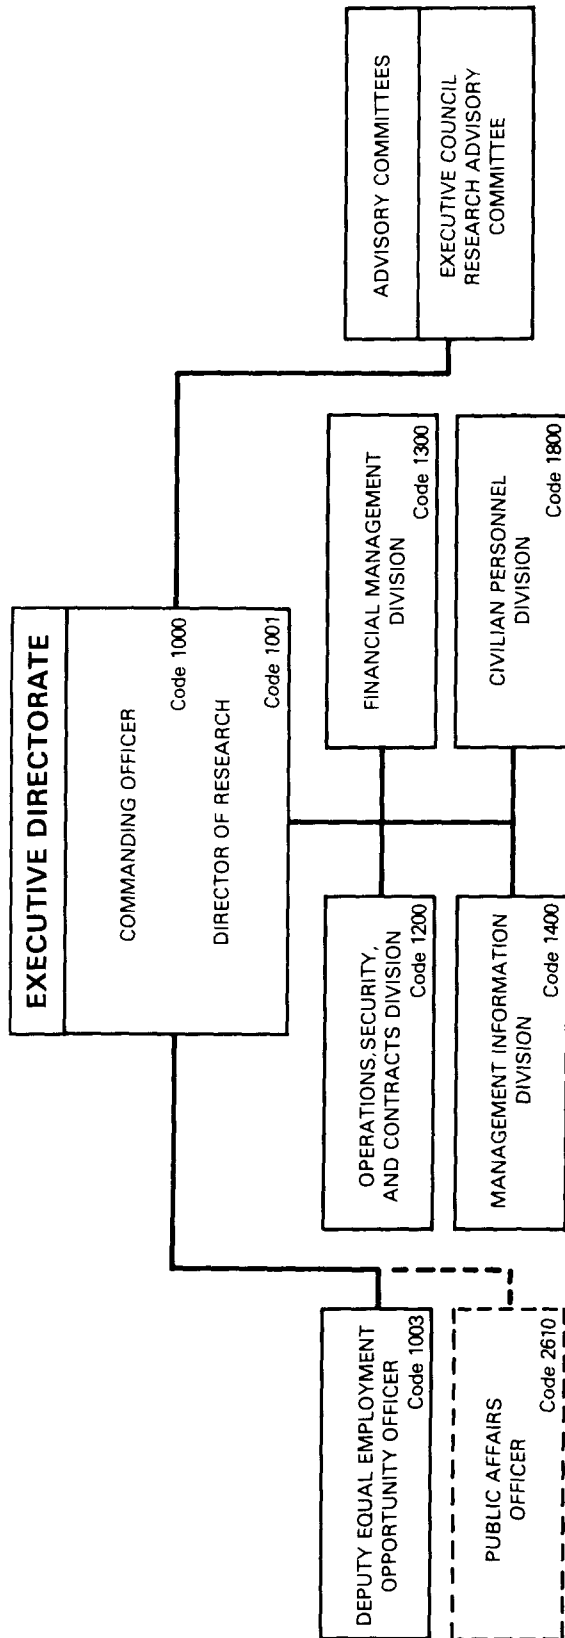 EXECUTIVE DIRECTORATE
COMMANDING OFFICER
Code 1000
DIRECTOR OF RESEARCH
Code 1001
DEPUTY EQUAL EMPLOYMENT
OPPORTUNITY OFFICER
Code 1003
PUBLIC AFFAIRS
OFFICER
Code 2610
OPERATIONS, SECURITY,
AND CONTRACTS DIVISION
Code 1200
MANAGEMENT INFORMATION
DIVISION
Code 1400
FINANCIAL MANAGEMENT
DIVISION
Code 1300
CIVILIAN PERSONNEL
DIVISION
Code 1800
ADVISORY COMMITTEES
EXECUTIVE COUNCIL
RESEARCH ADVISORY
COMMITTEE